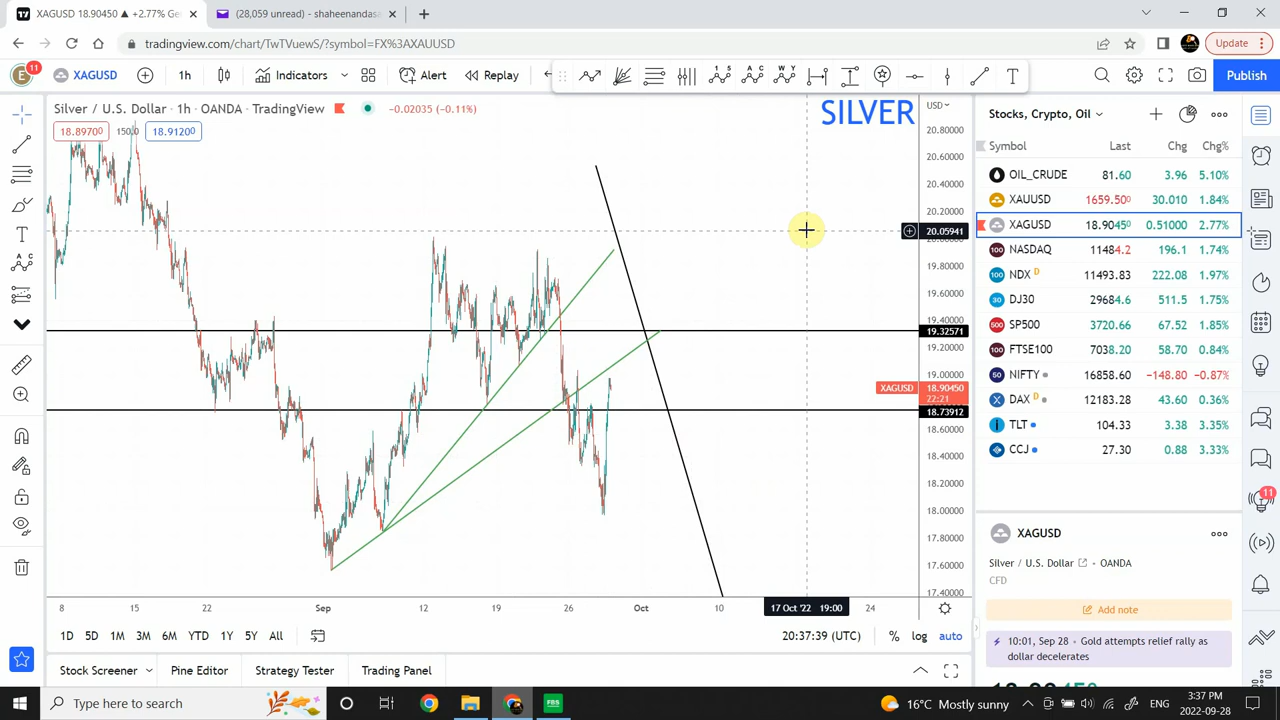 XAGUSD 18.90450 ▲ +2.77% Ge
(28,059 unread) - shaheenandasa
tradingview.com/chart/TwTVuewS/?symbol=FX%3AXAUUSD
Update
E 11 XAGUSD 1h Indicators Alert Replay T Publish
Silver / U.S. Dollar · 1h · OANDA · TradingView −0.02035 (−0.11%)
18.89700 150.0 18.91200
SILVER
USD
20.80000
20.60000
20.40000
20.20000
20.05941
20.00000
19.80000
19.60000
19.40000
19.32571
19.20000
19.00000
XAGUSD 18.90450
22:21
18.73912
18.60000
18.40000
18.20000
18.00000
17.80000
17.60000
17.40000
8 15 22 Sep 12 19 26 Oct 10 17 Oct '22 19:00 24
1D 5D 1M 3M 6M YTD 1Y 5Y All 20:37:39 (UTC) % log auto
Stock Screener Pine Editor Strategy Tester Trading Panel
Stocks, Crypto, Oil
Symbol Last Chg Chg%
OIL_CRUDE 81.60 3.96 5.10%
XAUUSD 1659.500 30.010 1.84%
XAGUSD 18.90450 0.51000 2.77%
NASDAQ 11484.2 196.1 1.74%
NDX D 11493.83 222.08 1.97%
DJ30 29684.6 511.5 1.75%
SP500 3720.66 67.52 1.85%
FTSE100 7038.20 58.70 0.84%
NIFTY 16858.60 −148.80 −0.87%
DAX D 12183.28 43.60 0.36%
TLT 104.33 3.38 3.35%
CCJ 27.30 0.88 3.33%
XAGUSD
Silver / U.S. Dollar · OANDA
CFD
Add note
10:01, Sep 28 · Gold attempts relief rally as
dollar decelerates
11
Type here to search
FBS
16°C Mostly sunny
ENG
3:37 PM
2022-09-28